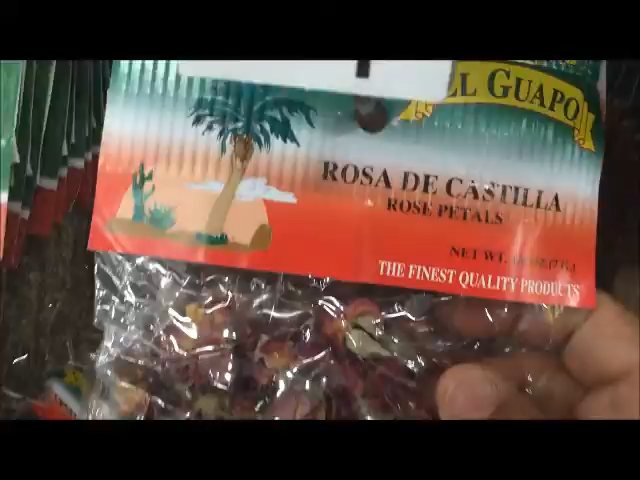 EL GUAPO
ROSA DE CASTILLA
ROSE PETALS
NET WT.
THE FINEST QUALITY PRODUCTS